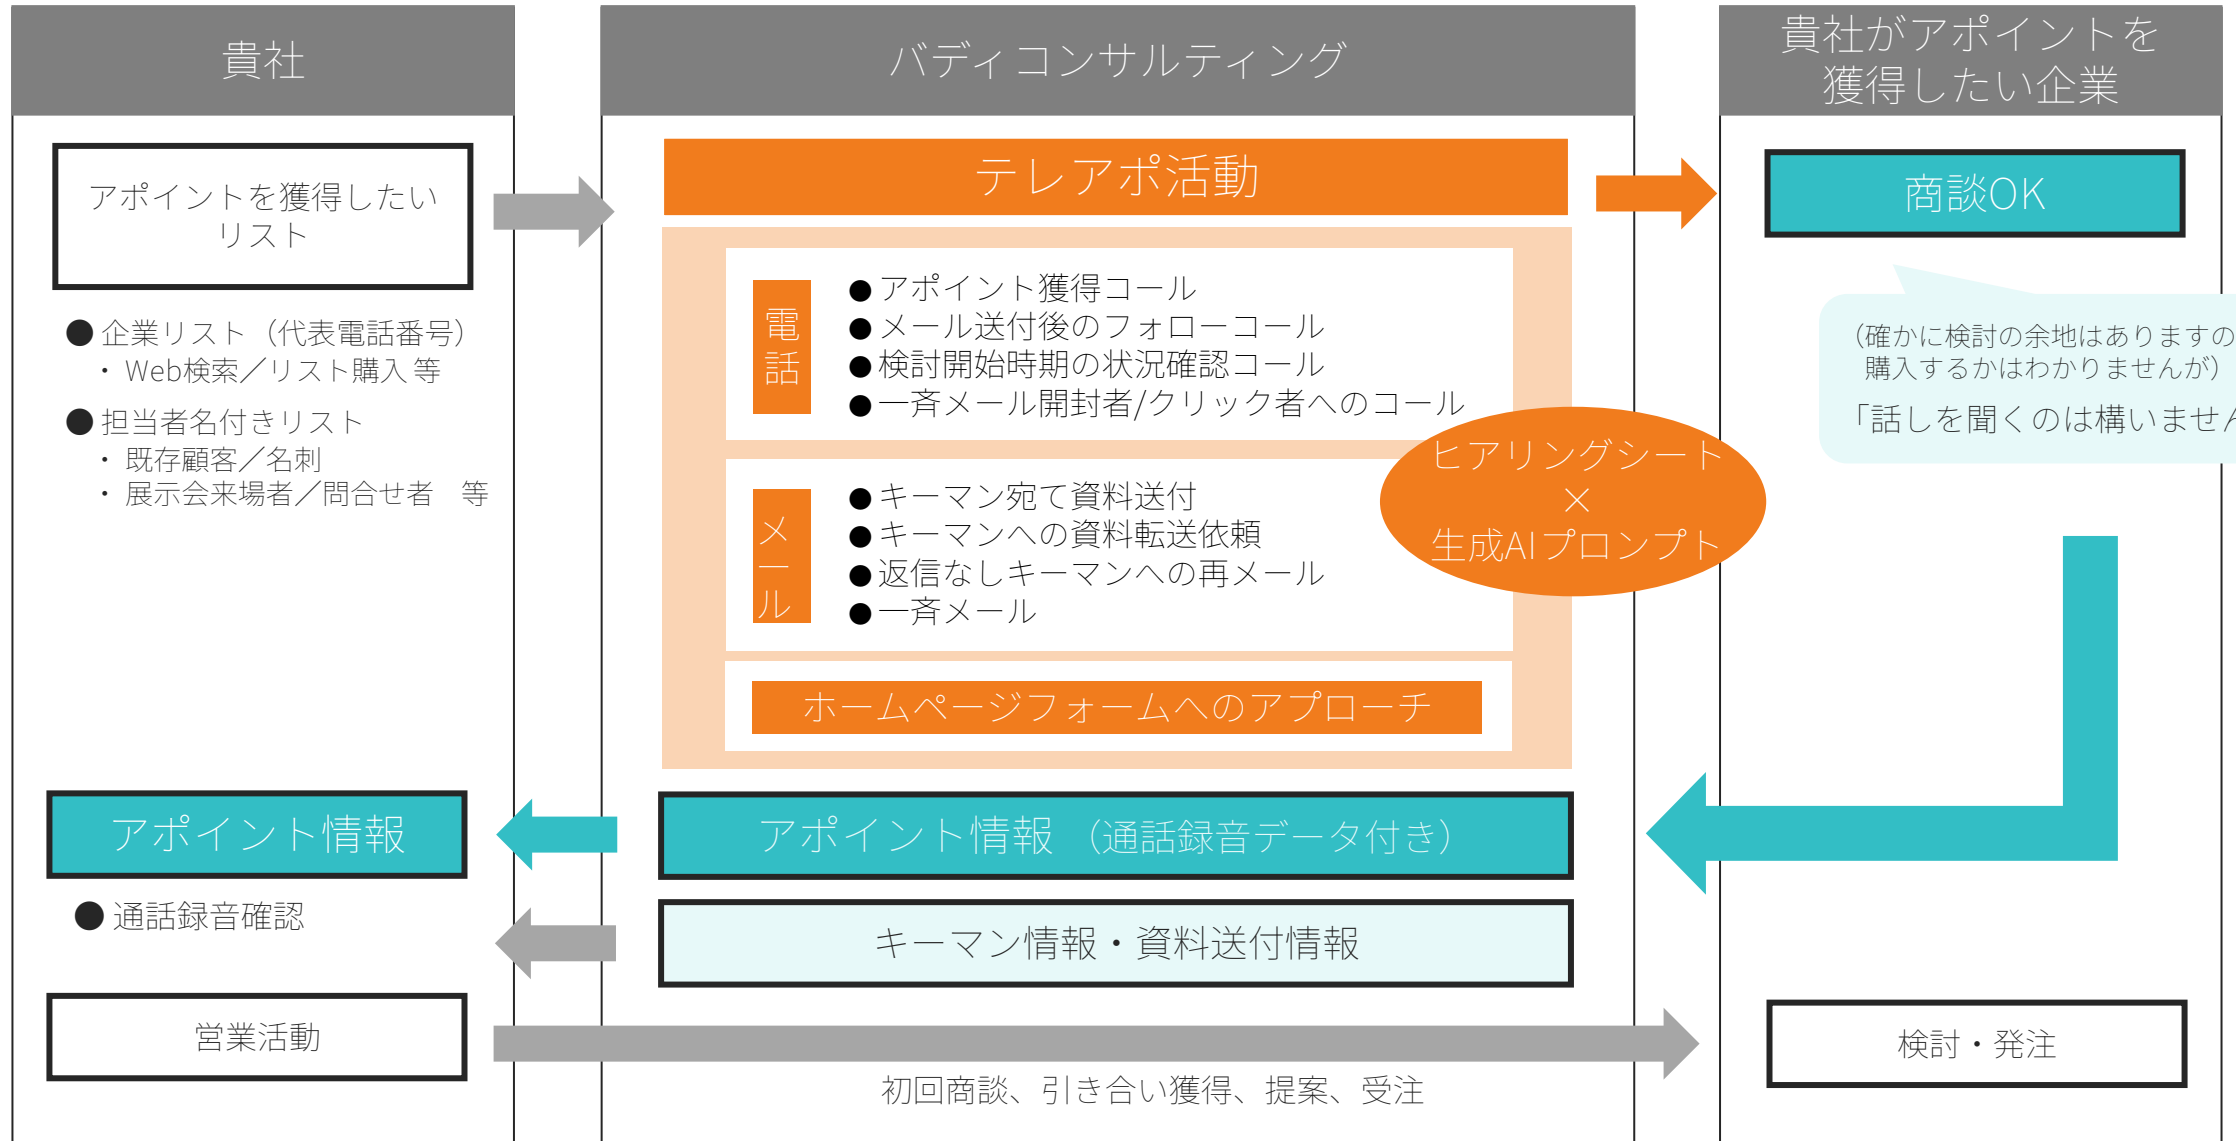 貴社
アポイントを獲得したい
リスト
● 企業リスト（代表電話番号）
・ Web検索／リスト購入 等
● 担当者名付きリスト
・ 既存顧客／名刺
・ 展示会来場者／問合せ者　等
アポイント情報
● 通話録音確認
営業活動
バディコンサルティング
テレアポ活動
電話
●アポイント獲得コール
●メール送付後のフォローコール
●検討開始時期の状況確認コール
●一斉メール開封者/クリック者へのコール
メール
●キーマン宛て資料送付
●キーマンへの資料転送依頼
●返信なしキーマンへの再メール
●一斉メール
ヒアリングシート
×
生成AIプロンプト
ホームページフォームへのアプローチ
アポイント情報 （通話録音データ付き）
キーマン情報・資料送付情報
初回商談、引き合い獲得、提案、受注
貴社がアポイントを
獲得したい企業
商談OK
（確かに検討の余地はありますの
購入するかはわかりませんが）
「話しを聞くのは構いません
検討・発注